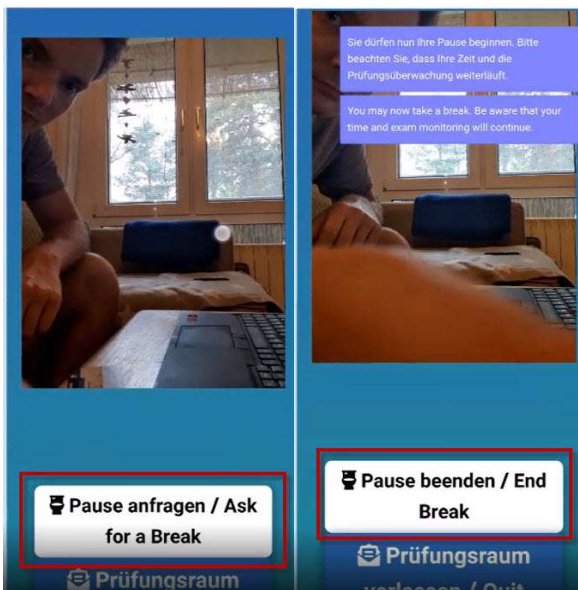 Pause anfragen / Ask
for a Break
Prüfungsraum
Sie dürfen nun Ihre Pause beginnen. Bitte
beachten Sie, dass Ihre Zeit und die
Prüfungsüberwachung weiterläuft.
You may now take a break. Be aware that your
time and exam monitoring will continue.
Pause beenden / End
Break
Prüfungsraum
verlassen / Quit